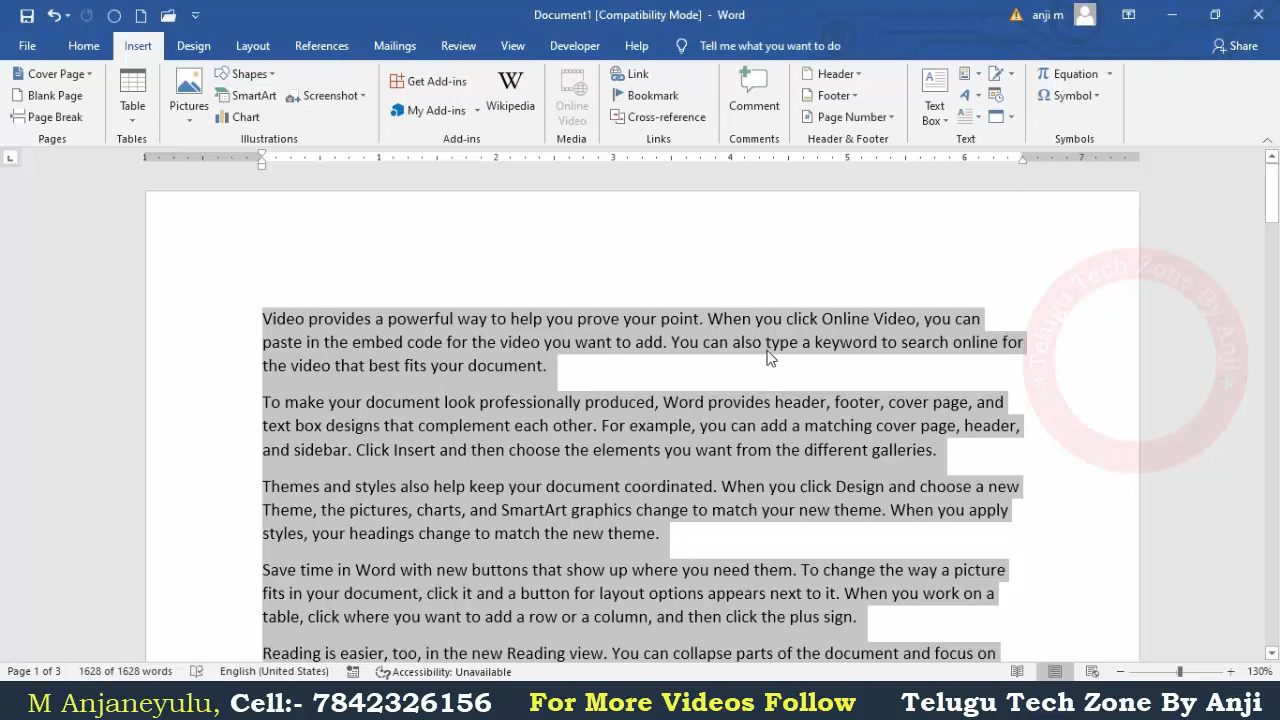 Document1 [Compatibility Mode] - Word
anji m
File Home Insert Design Layout References Mailings Review View Developer Help Tell me what you want to do Share
Cover Page
Blank Page
Page Break
Pages
Table
Tables
Pictures
Shapes
SmartArt
Chart
Screenshot
Illustrations
Get Add-ins
My Add-ins
W
Wikipedia
Add-ins
Online
Video
Media
Link
Bookmark
Cross-reference
Links
Comment
Comments
Header
Footer
Page Number
Header & Footer
Text
Box
Text
Equation
Symbol
Symbols
1 1 2 3 4 5 6 7
Video provides a powerful way to help you prove your point. When you click Online Video, you can
paste in the embed code for the video you want to add. You can also type a keyword to search online for
the video that best fits your document.
To make your document look professionally produced, Word provides header, footer, cover page, and
text box designs that complement each other. For example, you can add a matching cover page, header,
and sidebar. Click Insert and then choose the elements you want from the different galleries.
Themes and styles also help keep your document coordinated. When you click Design and choose a new
Theme, the pictures, charts, and SmartArt graphics change to match your new theme. When you apply
styles, your headings change to match the new theme.
Save time in Word with new buttons that show up where you need them. To change the way a picture
fits in your document, click it and a button for layout options appears next to it. When you work on a
table, click where you want to add a row or a column, and then click the plus sign.
Reading is easier, too, in the new Reading view. You can collapse parts of the document and focus on
Telugu Tech Zone By Anji
Page 1 of 3 1628 of 1628 words English (United States) Accessibility: Unavailable 130%
M Anjaneyulu, Cell:- 7842326156 For More Videos Follow Telugu Tech Zone By Anji